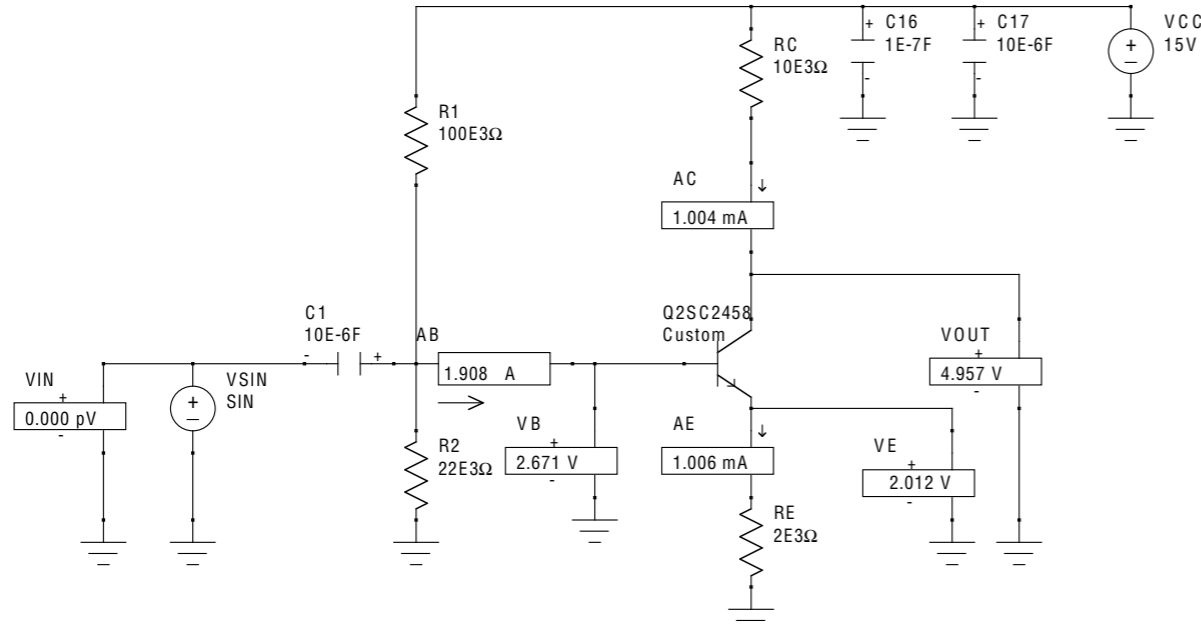 C16
1E-7F
C17
10E-6F
VCC
15V
RC
10E3Ω
R1
100E3Ω
AC
1.004 mA
C1
10E-6F
AB
1.908 A
Q2SC2458
Custom
VOUT
4.957 V
VIN
0.000 pV
VSIN
SIN
VB
2.671 V
R2
22E3Ω
AE
1.006 mA
VE
2.012 V
RE
2E3Ω